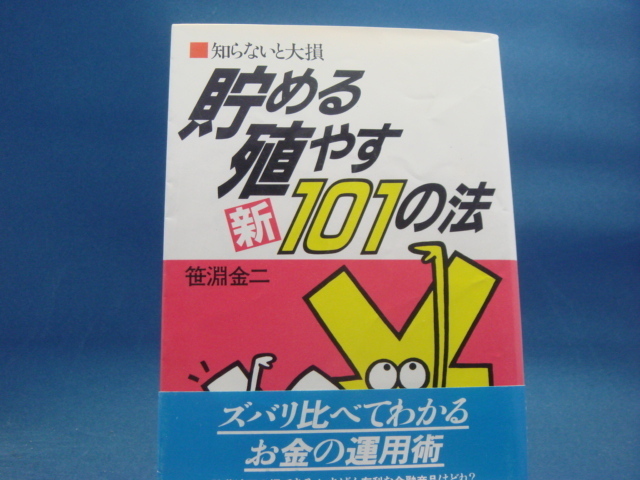 ■知らないと大損
貯める
殖やす
新101の法
笹淵金二
ズバリ比べてわかる
お金の運用術